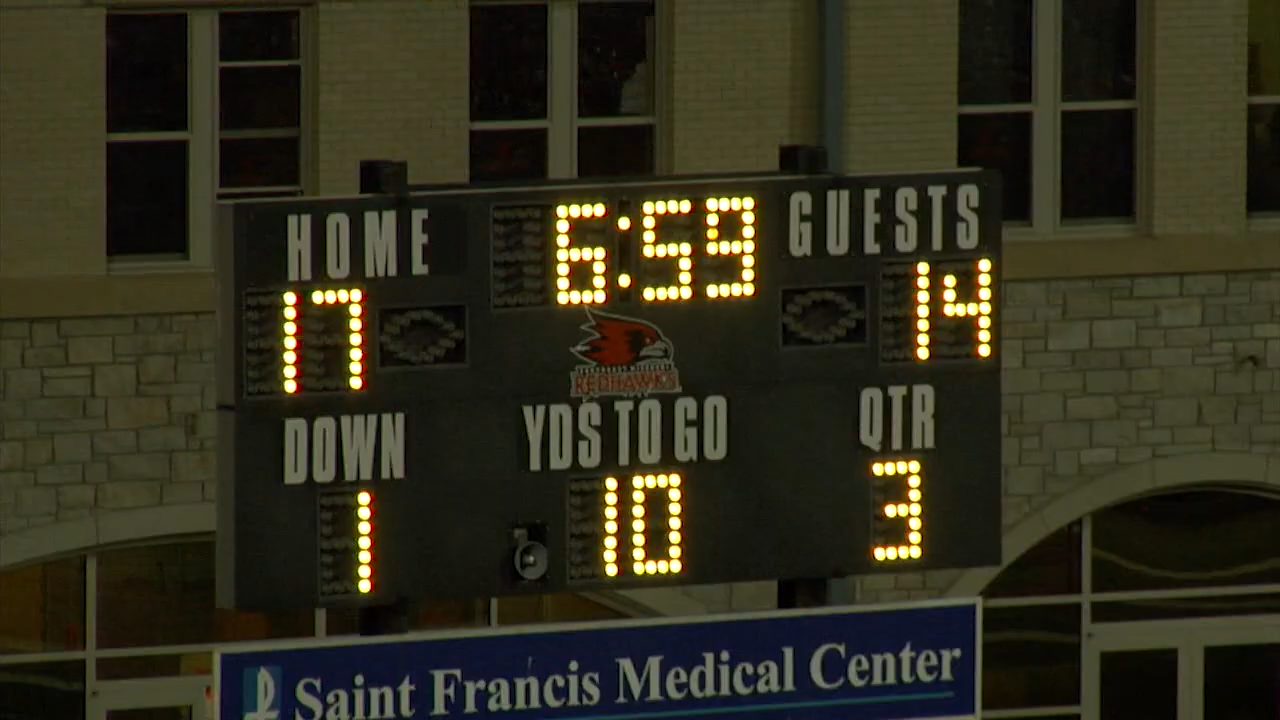 HOME 6:59 GUESTS
17 14
REDHAWKS
DOWN YDS TO GO QTR
1 10 3
Saint Francis Medical Center